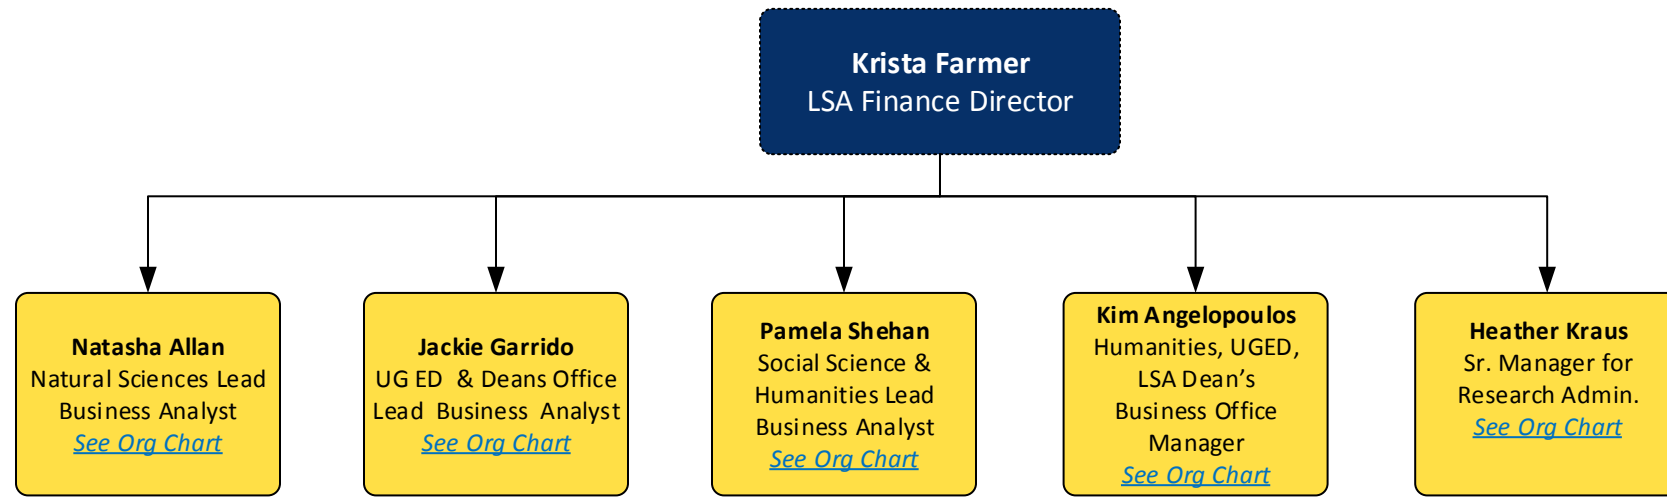 Krista Farmer
LSA Finance Director
Natasha Allan
Natural Sciences Lead
Business Analyst
See Org Chart
Jackie Garrido
UG ED & Deans Office
Lead Business Analyst
See Org Chart
Pamela Shehan
Social Science &
Humanities Lead
Business Analyst
See Org Chart
Kim Angelopoulos
Humanities, UGED,
LSA Dean’s
Business Office
Manager
See Org Chart
Heather Kraus
Sr. Manager for
Research Admin.
See Org Chart